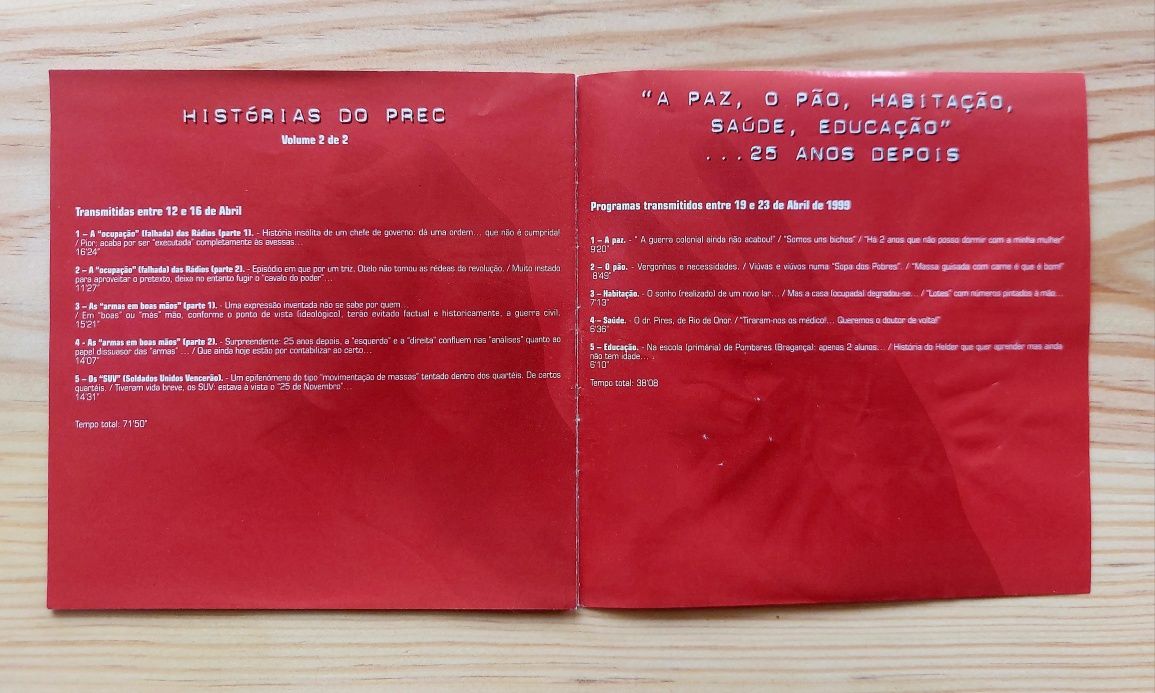 HISTÓRIAS DO PREC
Volume 2 de 2
Transmitidas entre 12 e 16 de Abril
1 – A "ocupação" (falhada) das Rádios (parte 1). - História insólita de um chefe de governo: dá uma ordem... que não é cumprida!
/ Pior: acaba por ser "executada" completamente às avessas...
16'24"
2 – A "ocupação" (falhada) das Rádios (parte 2). - Episódio em que por um triz, Otelo não tomou as rédeas da revolução. / Muito instado
para aproveitar o pretexto, deixa no entanto fugir o "cavalo do poder"...
11'27"
3 – As "armas em boas mãos" (parte 1). - Uma expressão inventada não se sabe por quem...
/ Em "boas" ou "más" mão, conforme o ponto de vista (ideológico), terão evitado factual e historicamente, a guerra civil.
15'21"
4 - As "armas em boas mãos" (parte 2). - Surpreendente: 25 anos depois, a "esquerda" e a "direita" confluem nas "análises" quanto ao
papel dissuasor das "armas" ... / Que ainda hoje estão por contabilizar ao certo...
14'07"
5 – Os "SUV" (Soldados Unidos Vencerão). - Um epifenómeno do tipo "movimentação de massas" tentado dentro dos quartéis. De certos
quartéis. / Tiveram vida breve, os SUV: estava à vista o "25 de Novembro"...
14'31"
Tempo total: 71'50"
"A PAZ, O PÃO, HABITAÇÃO,
SAÚDE, EDUCAÇÃO"
...25 ANOS DEPOIS
Programas transmitidos entre 19 e 23 de Abril de 1999
1 – A paz. - " A guerra colonial ainda não acabou!" / "Somos uns bichos" / "Há 2 anos que não posso dormir com a minha mulher"
9'20"
2 – O pão. - Vergonhas e necessidades. / Viúvas e viúvos numa "Sopa dos Pobres". / "Massa guisada com carne é que é bom!"
8'49"
3 – Habitação. - O sonho (realizado) de um novo lar... / Mas a casa (ocupada) degradou-se... / "Lotes" com números pintados à mão...
7'13"
4 – Saúde. - O dr. Pires, de Rio de Onor. / "Tiraram-nos os médico!... Queremos o doutor de volta!"
6'36"
5 – Educação. - Na escola (primária) de Pombares (Bragança): apenas 2 alunos... / História do Helder que quer aprender mas ainda
não tem idade...
6'10"
Tempo total: 38'08